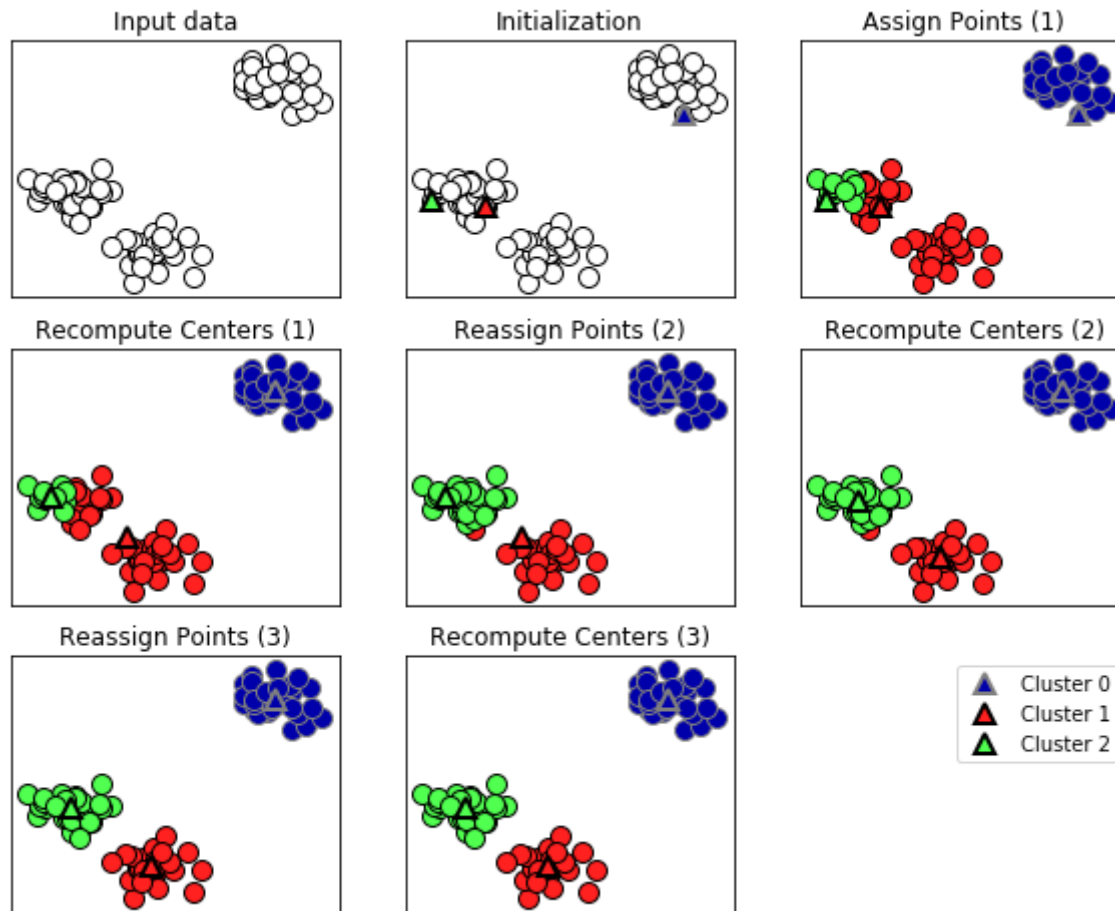 Input data
Initialization
Assign Points (1)
Recompute Centers (1)
Reassign Points (2)
Recompute Centers (2)
Reassign Points (3)
Recompute Centers (3)
Cluster 0
Cluster 1
Cluster 2